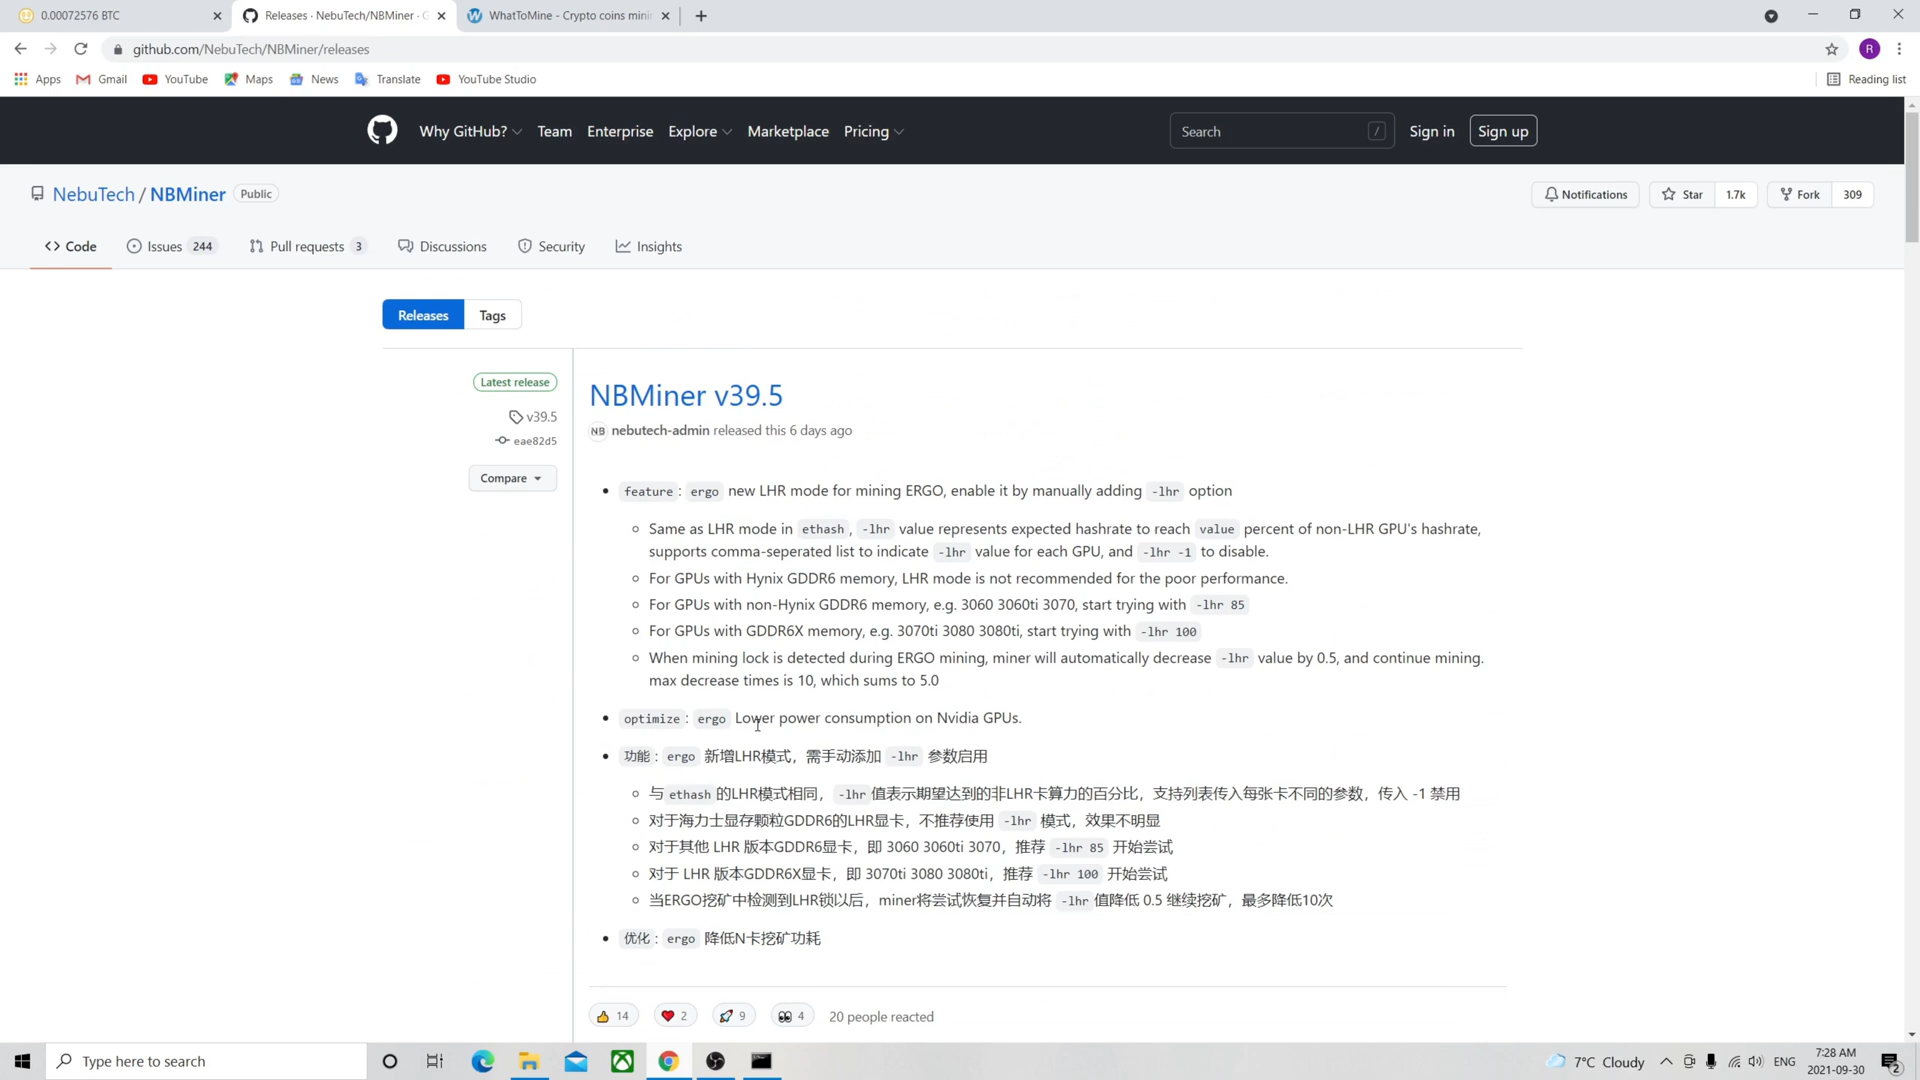 0.00072576 BTC
Releases · NebuTech/NBMiner · G
WhatToMine - Crypto coins mini
github.com/NebuTech/NBMiner/releases
R
Apps Gmail YouTube Maps News Translate YouTube Studio Reading list
Why GitHub? Team Enterprise Explore Marketplace Pricing Search / Sign in Sign up
NebuTech / NBMiner Public Notifications Star 1.7k Fork 309
Code Issues 244 Pull requests 3 Discussions Security Insights
Releases Tags
Latest release
v39.5
eae82d5
Compare
NBMiner v39.5
NB nebutech-admin released this 6 days ago
feature: ergo new LHR mode for mining ERGO, enable it by manually adding -lhr option
Same as LHR mode in ethash, -lhr value represents expected hashrate to reach value percent of non-LHR GPU's hashrate,
supports comma-seperated list to indicate -lhr value for each GPU, and -lhr -1 to disable.
For GPUs with Hynix GDDR6 memory, LHR mode is not recommended for the poor performance.
For GPUs with non-Hynix GDDR6 memory, e.g. 3060 3060ti 3070, start trying with -lhr 85
For GPUs with GDDR6X memory, e.g. 3070ti 3080 3080ti, start trying with -lhr 100
When mining lock is detected during ERGO mining, miner will automatically decrease -lhr value by 0.5, and continue mining.
max decrease times is 10, which sums to 5.0
optimize: ergo Lower power consumption on Nvidia GPUs.
功能: ergo 新增LHR模式，需手动添加 -lhr 参数启用
与 ethash 的LHR模式相同， -lhr 值表示期望达到的非LHR卡算力的百分比，支持列表传入每张卡不同的参数，传入 -1 禁用
对于海力士显存颗粒GDDR6的LHR显卡，不推荐使用 -lhr 模式，效果不明显
对于其他 LHR 版本GDDR6显卡，即 3060 3060ti 3070，推荐 -lhr 85 开始尝试
对于 LHR 版本GDDR6X显卡，即 3070ti 3080 3080ti，推荐 -lhr 100 开始尝试
当ERGO挖矿中检测到LHR锁以后，miner将尝试恢复并自动将 -lhr 值降低 0.5 继续挖矿，最多降低10次
优化: ergo 降低N卡挖矿功耗
14 2 9 4 20 people reacted
Type here to search
7°C Cloudy ENG
7:28 AM
2021-09-30
2